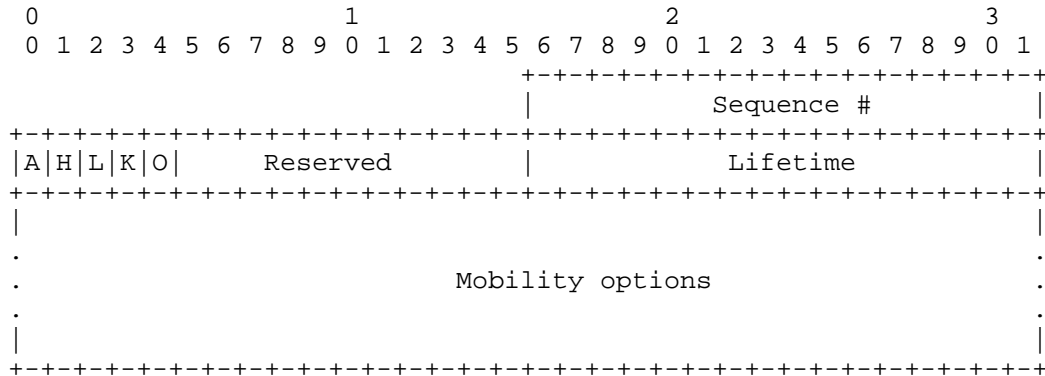 0                   1                   2                   3
 0 1 2 3 4 5 6 7 8 9 0 1 2 3 4 5 6 7 8 9 0 1 2 3 4 5 6 7 8 9 0 1
                                +-+-+-+-+-+-+-+-+-+-+-+-+-+-+-+-+
                                |          Sequence #           |
+-+-+-+-+-+-+-+-+-+-+-+-+-+-+-+-+-+-+-+-+-+-+-+-+-+-+-+-+-+-+-+-+
|A|H|L|K|O|     Reserved        |            Lifetime           |
+-+-+-+-+-+-+-+-+-+-+-+-+-+-+-+-+-+-+-+-+-+-+-+-+-+-+-+-+-+-+-+-+
|                                                               |
.                                                               .
.                           Mobility options                    .
.                                                               .
|                                                               |
+-+-+-+-+-+-+-+-+-+-+-+-+-+-+-+-+-+-+-+-+-+-+-+-+-+-+-+-+-+-+-+-+